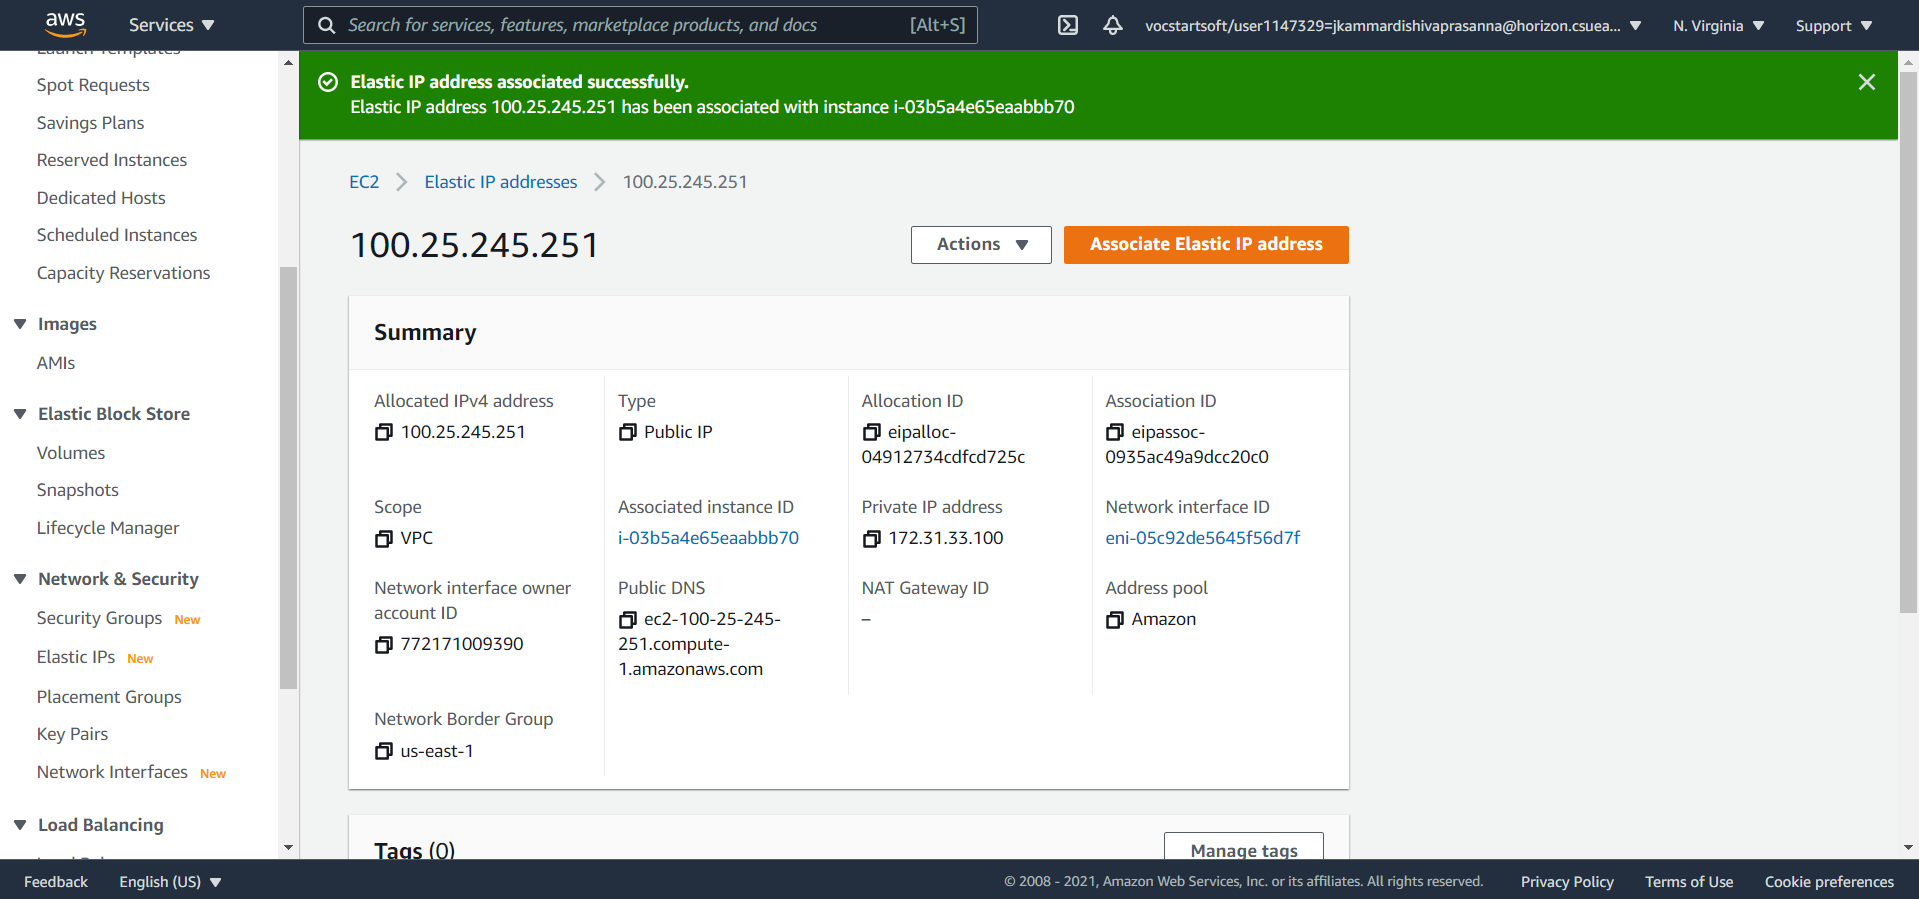 aws
Services
Search for services, features, marketplace products, and docs [Alt+S]
vocstartsoft/user1147329=jkammardishivaprasanna@horizon.csuea...
N. Virginia
Support
Launch Templates
Spot Requests
Savings Plans
Reserved Instances
Dedicated Hosts
Scheduled Instances
Capacity Reservations
Images
AMIs
Elastic Block Store
Volumes
Snapshots
Lifecycle Manager
Network & Security
Security Groups New
Elastic IPs New
Placement Groups
Key Pairs
Network Interfaces New
Load Balancing
Elastic IP address associated successfully.
Elastic IP address 100.25.245.251 has been associated with instance i-03b5a4e65eaabbb70
EC2 > Elastic IP addresses > 100.25.245.251
100.25.245.251
Actions
Associate Elastic IP address
Summary
Allocated IPv4 address
100.25.245.251
Type
Public IP
Allocation ID
eipalloc-
04912734cdfcd725c
Association ID
eipassoc-
0935ac49a9dcc20c0
Scope
VPC
Associated instance ID
i-03b5a4e65eaabbb70
Private IP address
172.31.33.100
Network interface ID
eni-05c92de5645f56d7f
Network interface owner
account ID
772171009390
Public DNS
ec2-100-25-245-
251.compute-
1.amazonaws.com
NAT Gateway ID
–
Address pool
Amazon
Network Border Group
us-east-1
Tags (0)
Manage tags
Feedback
English (US)
© 2008 - 2021, Amazon Web Services, Inc. or its affiliates. All rights reserved.
Privacy Policy
Terms of Use
Cookie preferences